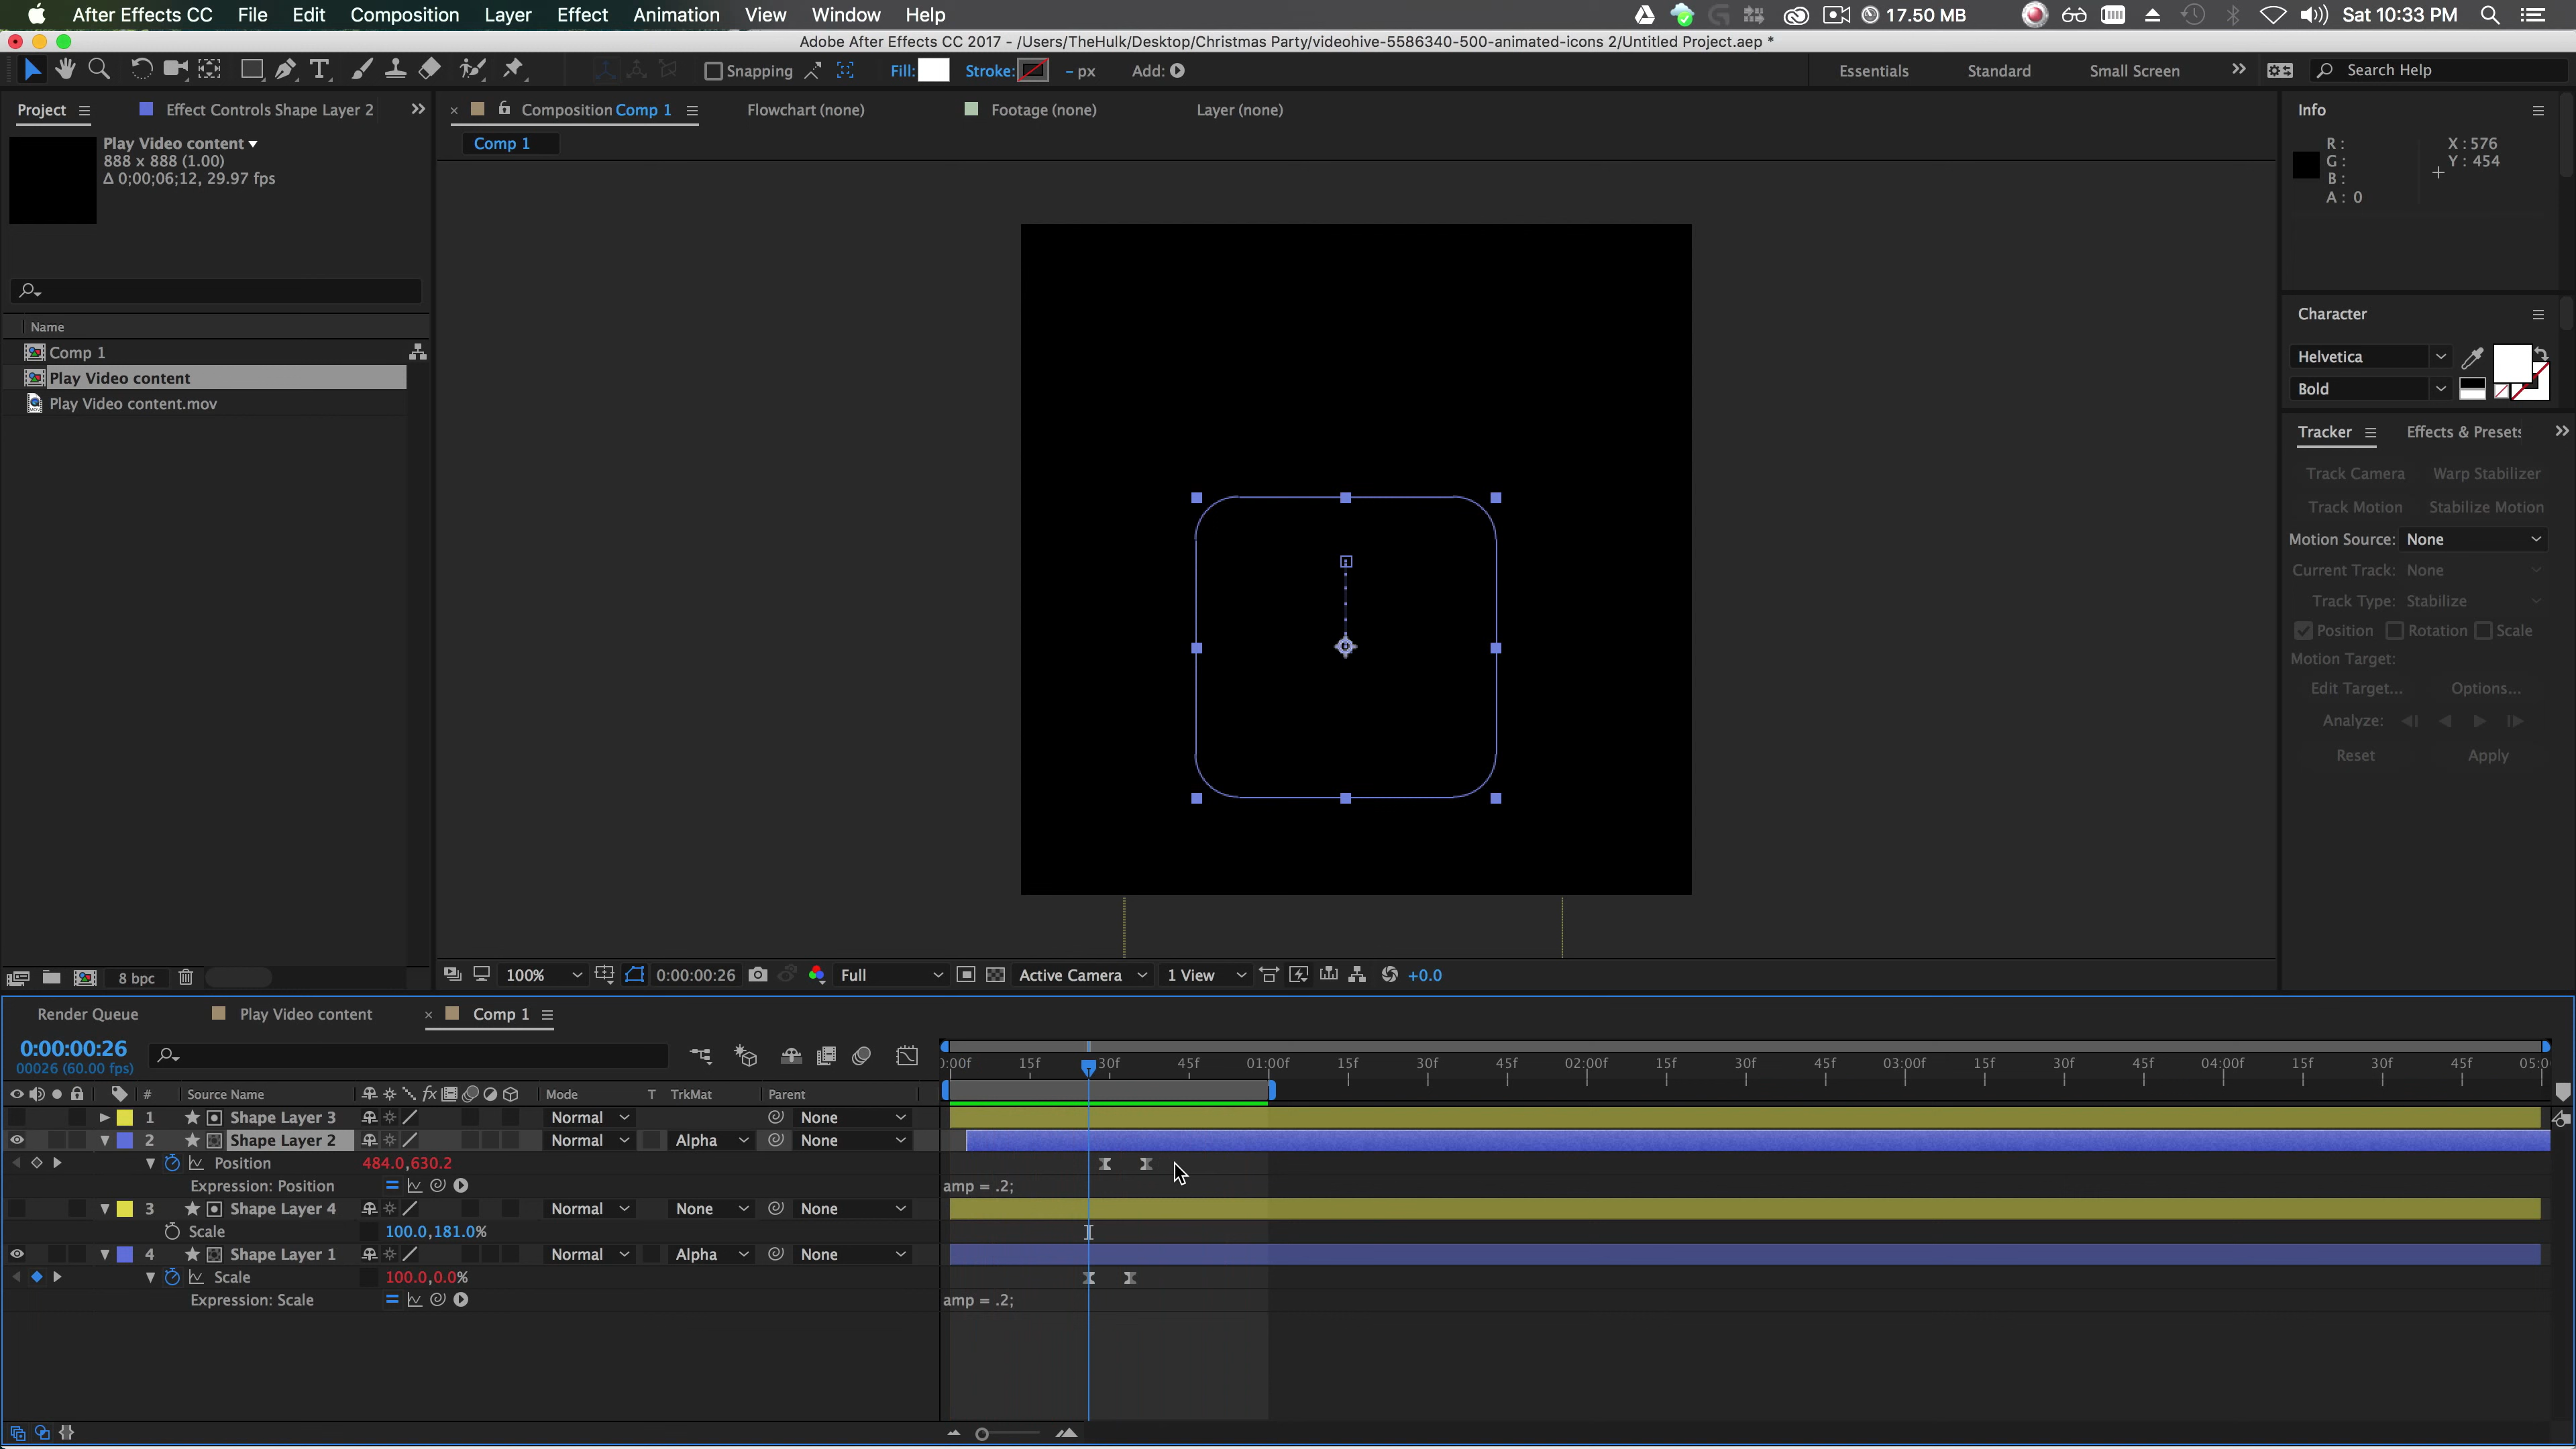 After Effects CC File Edit Composition Layer Effect Animation View Window Help 17.50 MB Sat 10:33 PM
Adobe After Effects CC 2017 - /Users/TheHulk/Desktop/Christmas Party/videohive-5586340-500-animated-icons 2/Untitled Project.aep *
Snapping Fill: Stroke: - px Add: Essentials Standard Small Screen Search Help
Project Effect Controls Shape Layer 2 Composition Comp 1 Flowchart (none) Footage (none) Layer (none) Info
Play Video content
888 x 888 (1.00)
Δ 0;00;06;12, 29.97 fps
Comp 1
R: X : 576
G: Y : 454
B:
A: 0
Name
Comp 1
Play Video content
Play Video content.mov
Character
Helvetica
Bold
Tracker Effects & Presets
Track Camera Warp Stabilizer
Track Motion Stabilize Motion
Motion Source: None
Current Track: None
Track Type: Stabilize
Position Rotation Scale
Motion Target:
Edit Target... Options...
Analyze:
Reset Apply
8 bpc 100% 0:00:00:26 Full Active Camera 1 View +0.0
Render Queue Play Video content Comp 1
0:00:00:26
00026 (60.00 fps)
):00f 15f 30f 45f 01:00f 15f 30f 45f 02:00f 15f 30f 45f 03:00f 15f 30f 45f 04:00f 15f 30f 45f 05:0
# Source Name fx Mode T TrkMat Parent
1 Shape Layer 3 Normal None
2 Shape Layer 2 Normal Alpha None
Position 484.0,630.2
Expression: Position amp = .2;
3 Shape Layer 4 Normal None None
Scale 100.0,181.0%
4 Shape Layer 1 Normal Alpha None
Scale 100.0,0.0%
Expression: Scale amp = .2;